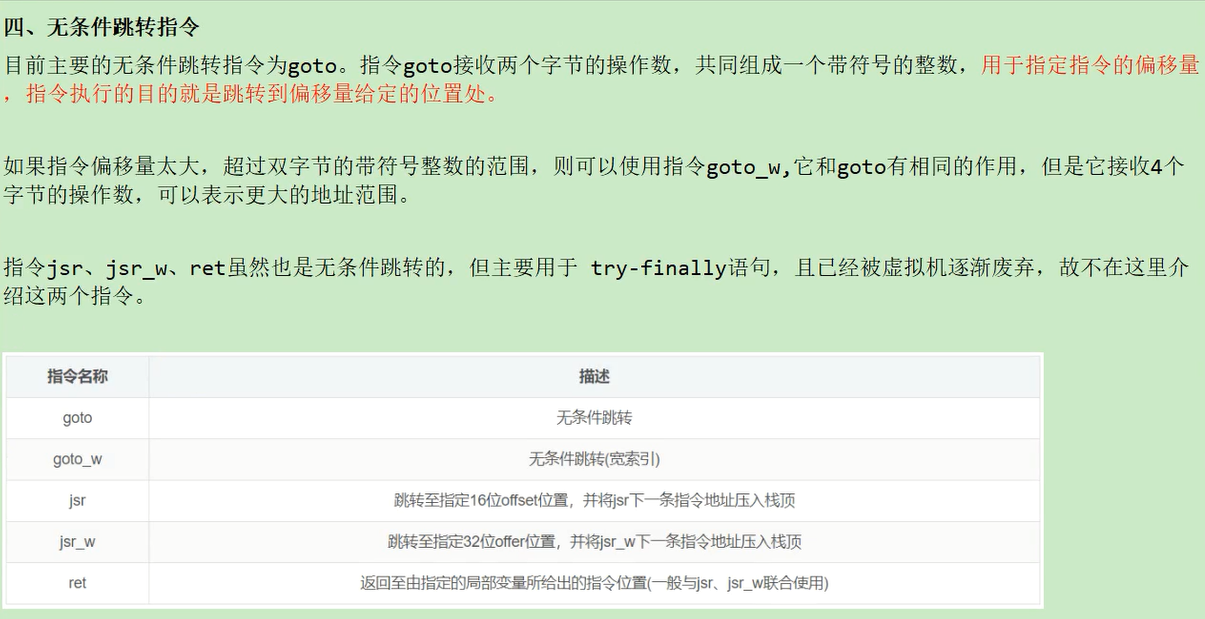 四、无条件跳转指令
目前主要的无条件跳转指令为goto。指令goto接收两个字节的操作数，共同组成一个带符号的整数，用于指定指令的偏移量
，指令执行的目的就是跳转到偏移量给定的位置处。
如果指令偏移量太大，超过双字节的带符号整数的范围，则可以使用指令goto_w,它和goto有相同的作用，但是它接收4个
字节的操作数，可以表示更大的地址范围。
指令jsr、jsr_w、ret虽然也是无条件跳转的，但主要用于 try-finally语句，且已经被虚拟机逐渐废弃，故不在这里介
绍这两个指令。
指令名称 描述
goto 无条件跳转
goto_w 无条件跳转(宽索引)
jsr 跳转至指定16位offset位置，并将jsr下一条指令地址压入栈顶
jsr_w 跳转至指定32位offer位置，并将jsr_w下一条指令地址压入栈顶
ret 返回至由指定的局部变量所给出的指令位置(一般与jsr、jsr_w联合使用)